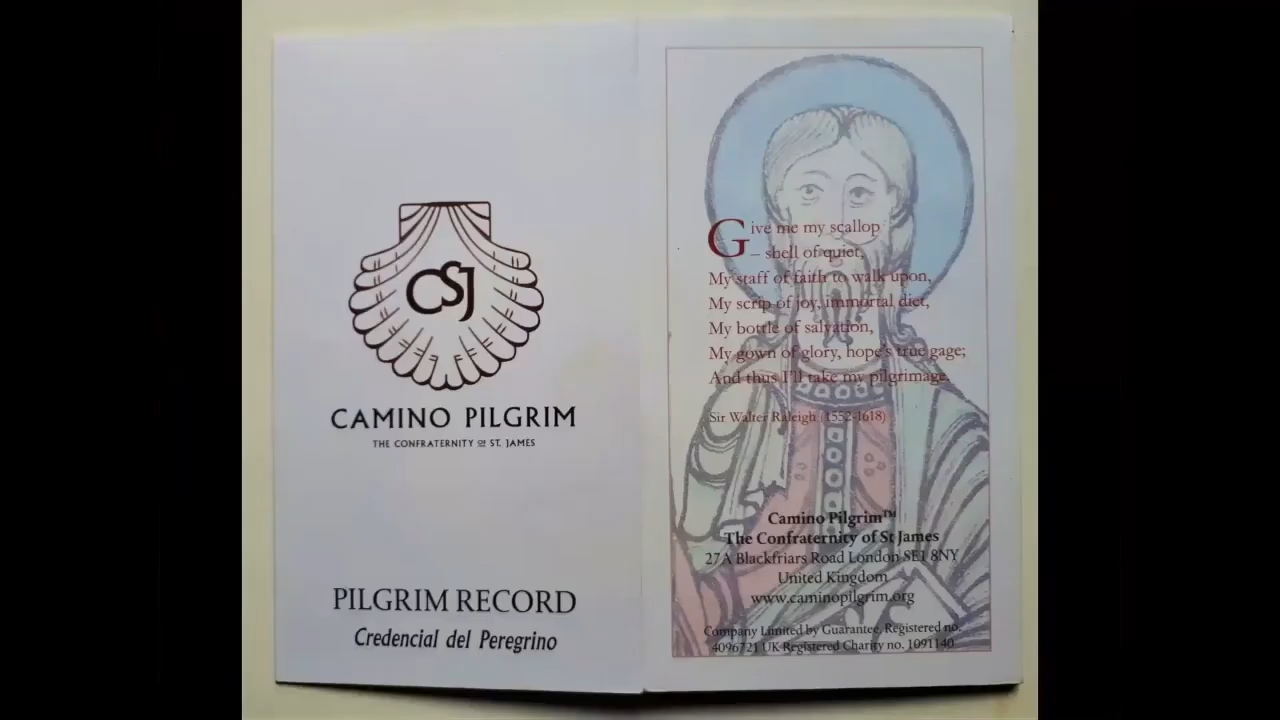 CSJ
CAMINO PILGRIM
THE CONFRATERNITY OF ST. JAMES
PILGRIM RECORD
Credencial del Peregrino
Give me my scallop
– shell of quiet,
My staff of faith to walk upon,
My scrip of joy, immortal diet,
My bottle of salvation,
My gown of glory, hope's true gage;
And thus I'll take my pilgrimage.
Sir Walter Raleigh (1552-1618)
Camino Pilgrim™
The Confraternity of St James
27A Blackfriars Road London SE1 8NY
United Kingdom
www.caminopilgrim.org
Company Limited by Guarantee, Registered no.
4096721 UK Registered Charity no. 1091140